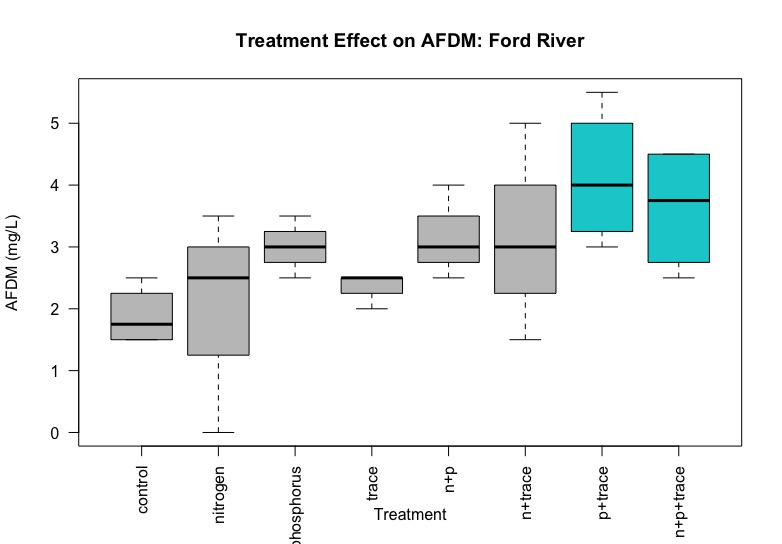 Treatment Effect on AFDM: Ford River
AFDM (mg/L)
5
4
3
2
1
0
control
nitrogen
phosphorus
trace
n+p
n+trace
p+trace
n+p+trace
Treatment